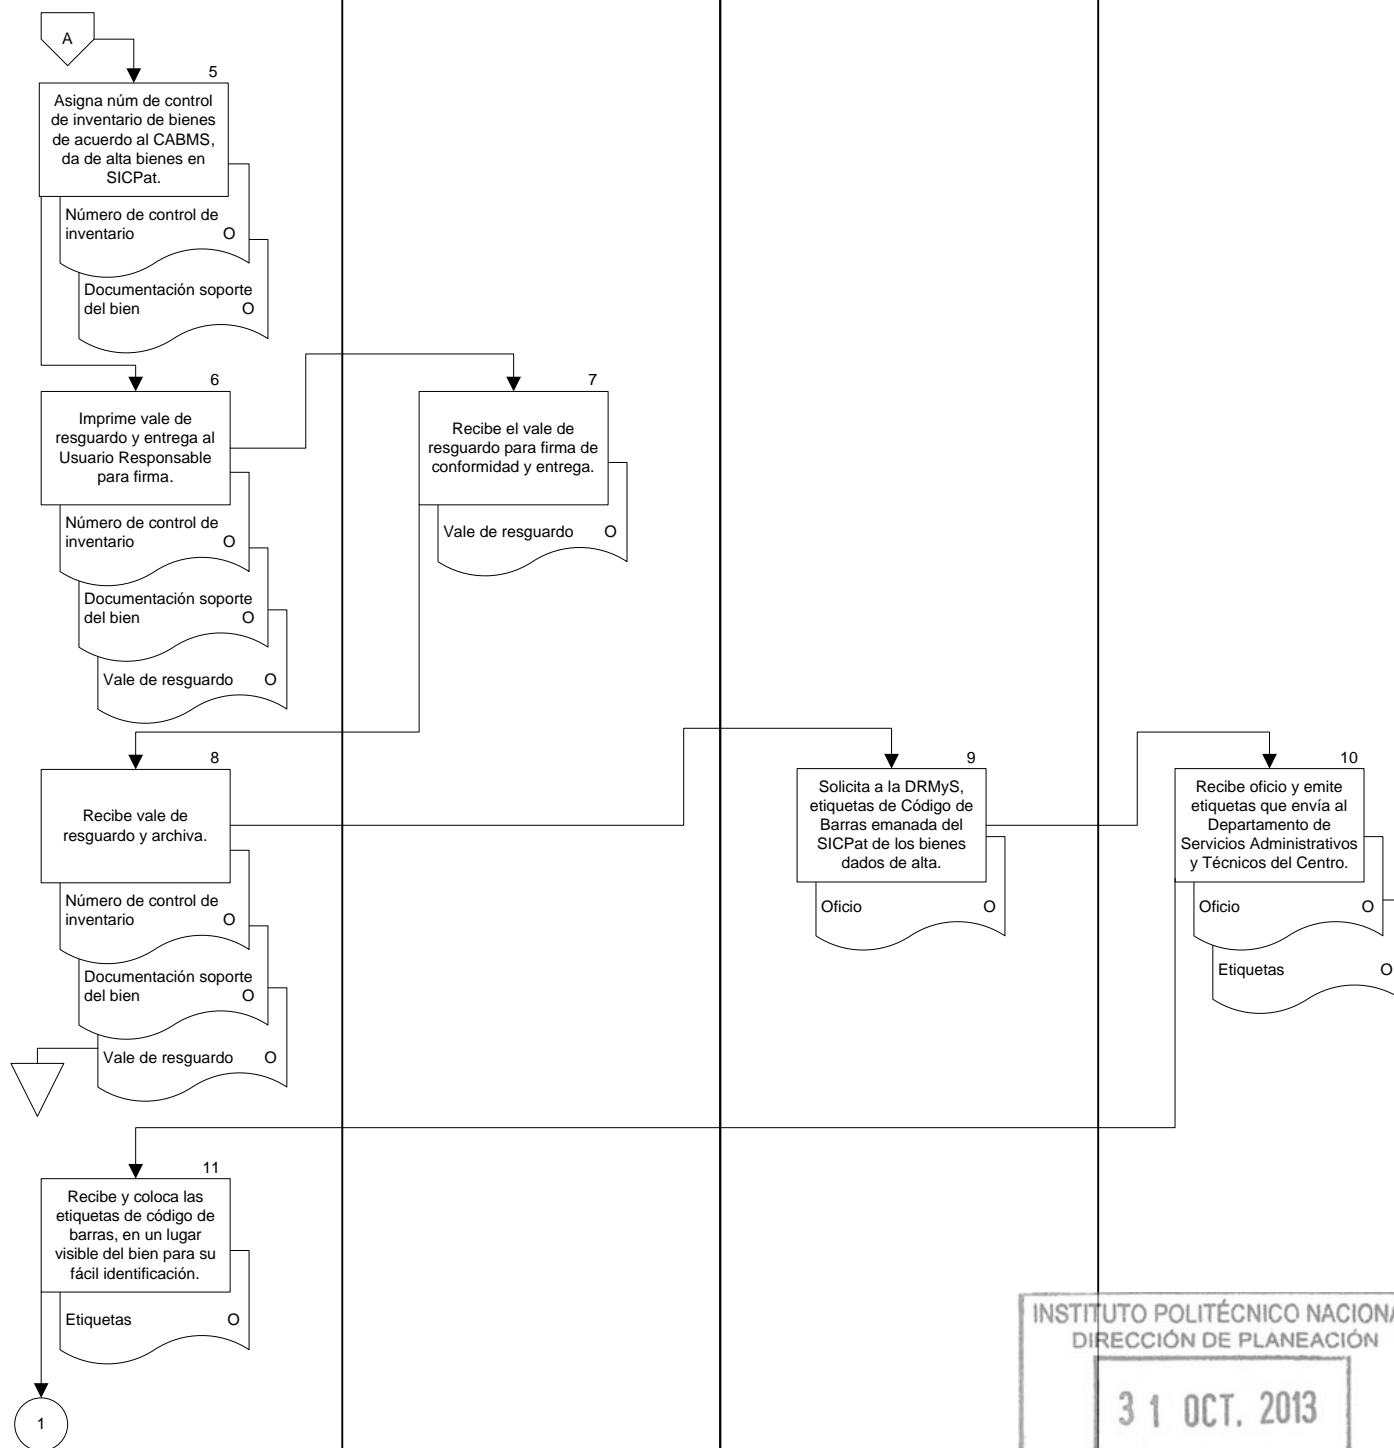 A
5
Asigna núm de control
de inventario de bienes
de acuerdo al CABMS,
da de alta bienes en
SICPat.
Número de control de
inventario O
Documentación soporte
del bien O
6
Imprime vale de
resguardo y entrega al
Usuario Responsable
para firma.
Número de control de
inventario O
Documentación soporte
del bien O
Vale de resguardo O
7
Recibe el vale de
resguardo para firma de
conformidad y entrega.
Vale de resguardo O
8
Recibe vale de
resguardo y archiva.
Número de control de
inventario O
Documentación soporte
del bien O
Vale de resguardo O
9
Solicita a la DRMyS,
etiquetas de Código de
Barras emanada del
SICPat de los bienes
dados de alta.
Oficio O
10
Recibe oficio y emite
etiquetas que envía al
Departamento de
Servicios Administrativos
y Técnicos del Centro.
Oficio O
Etiquetas O
11
Recibe y coloca las
etiquetas de código de
barras, en un lugar
visible del bien para su
fácil identificación.
Etiquetas O
1
INSTITUTO POLITÉCNICO NACIONA
DIRECCIÓN DE PLANEACIÓN
31 OCT. 2013